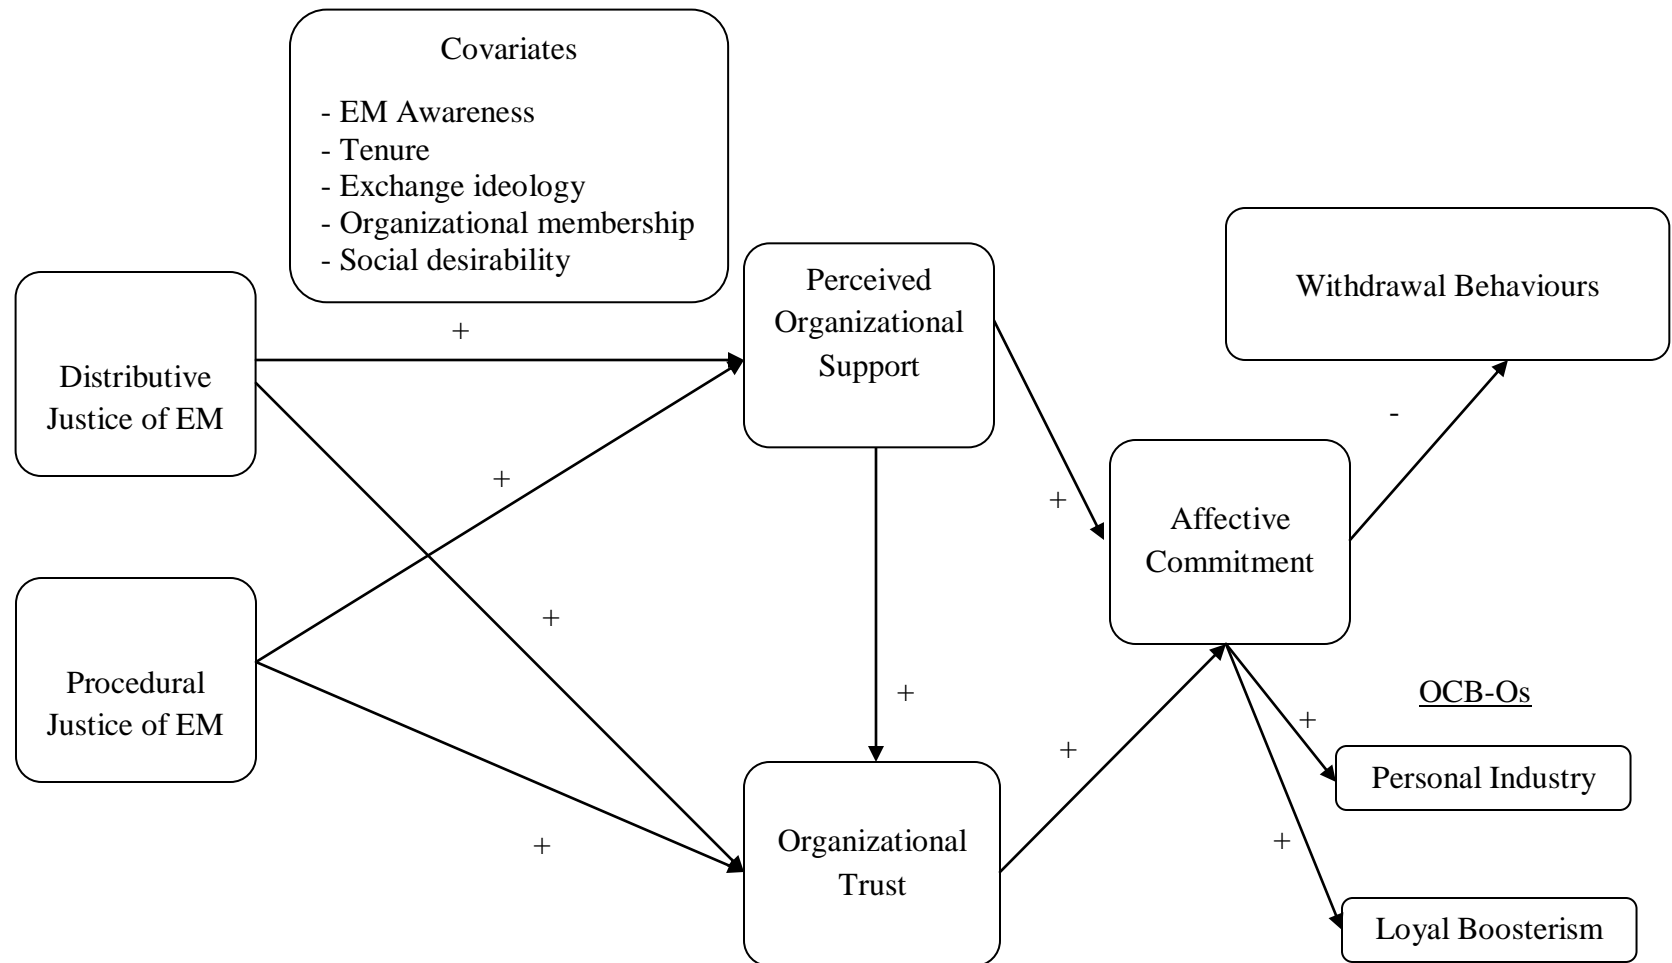 Covariates
- EM Awareness
- Tenure
- Exchange ideology
- Organizational membership
- Social desirability
Distributive
Justice of EM
Procedural
Justice of EM
+
+
+
+
Perceived
Organizational
Support
+
Organizational
Trust
+
+
Affective
Commitment
-
Withdrawal Behaviours
OCB-Os
+
Personal Industry
+
Loyal Boosterism